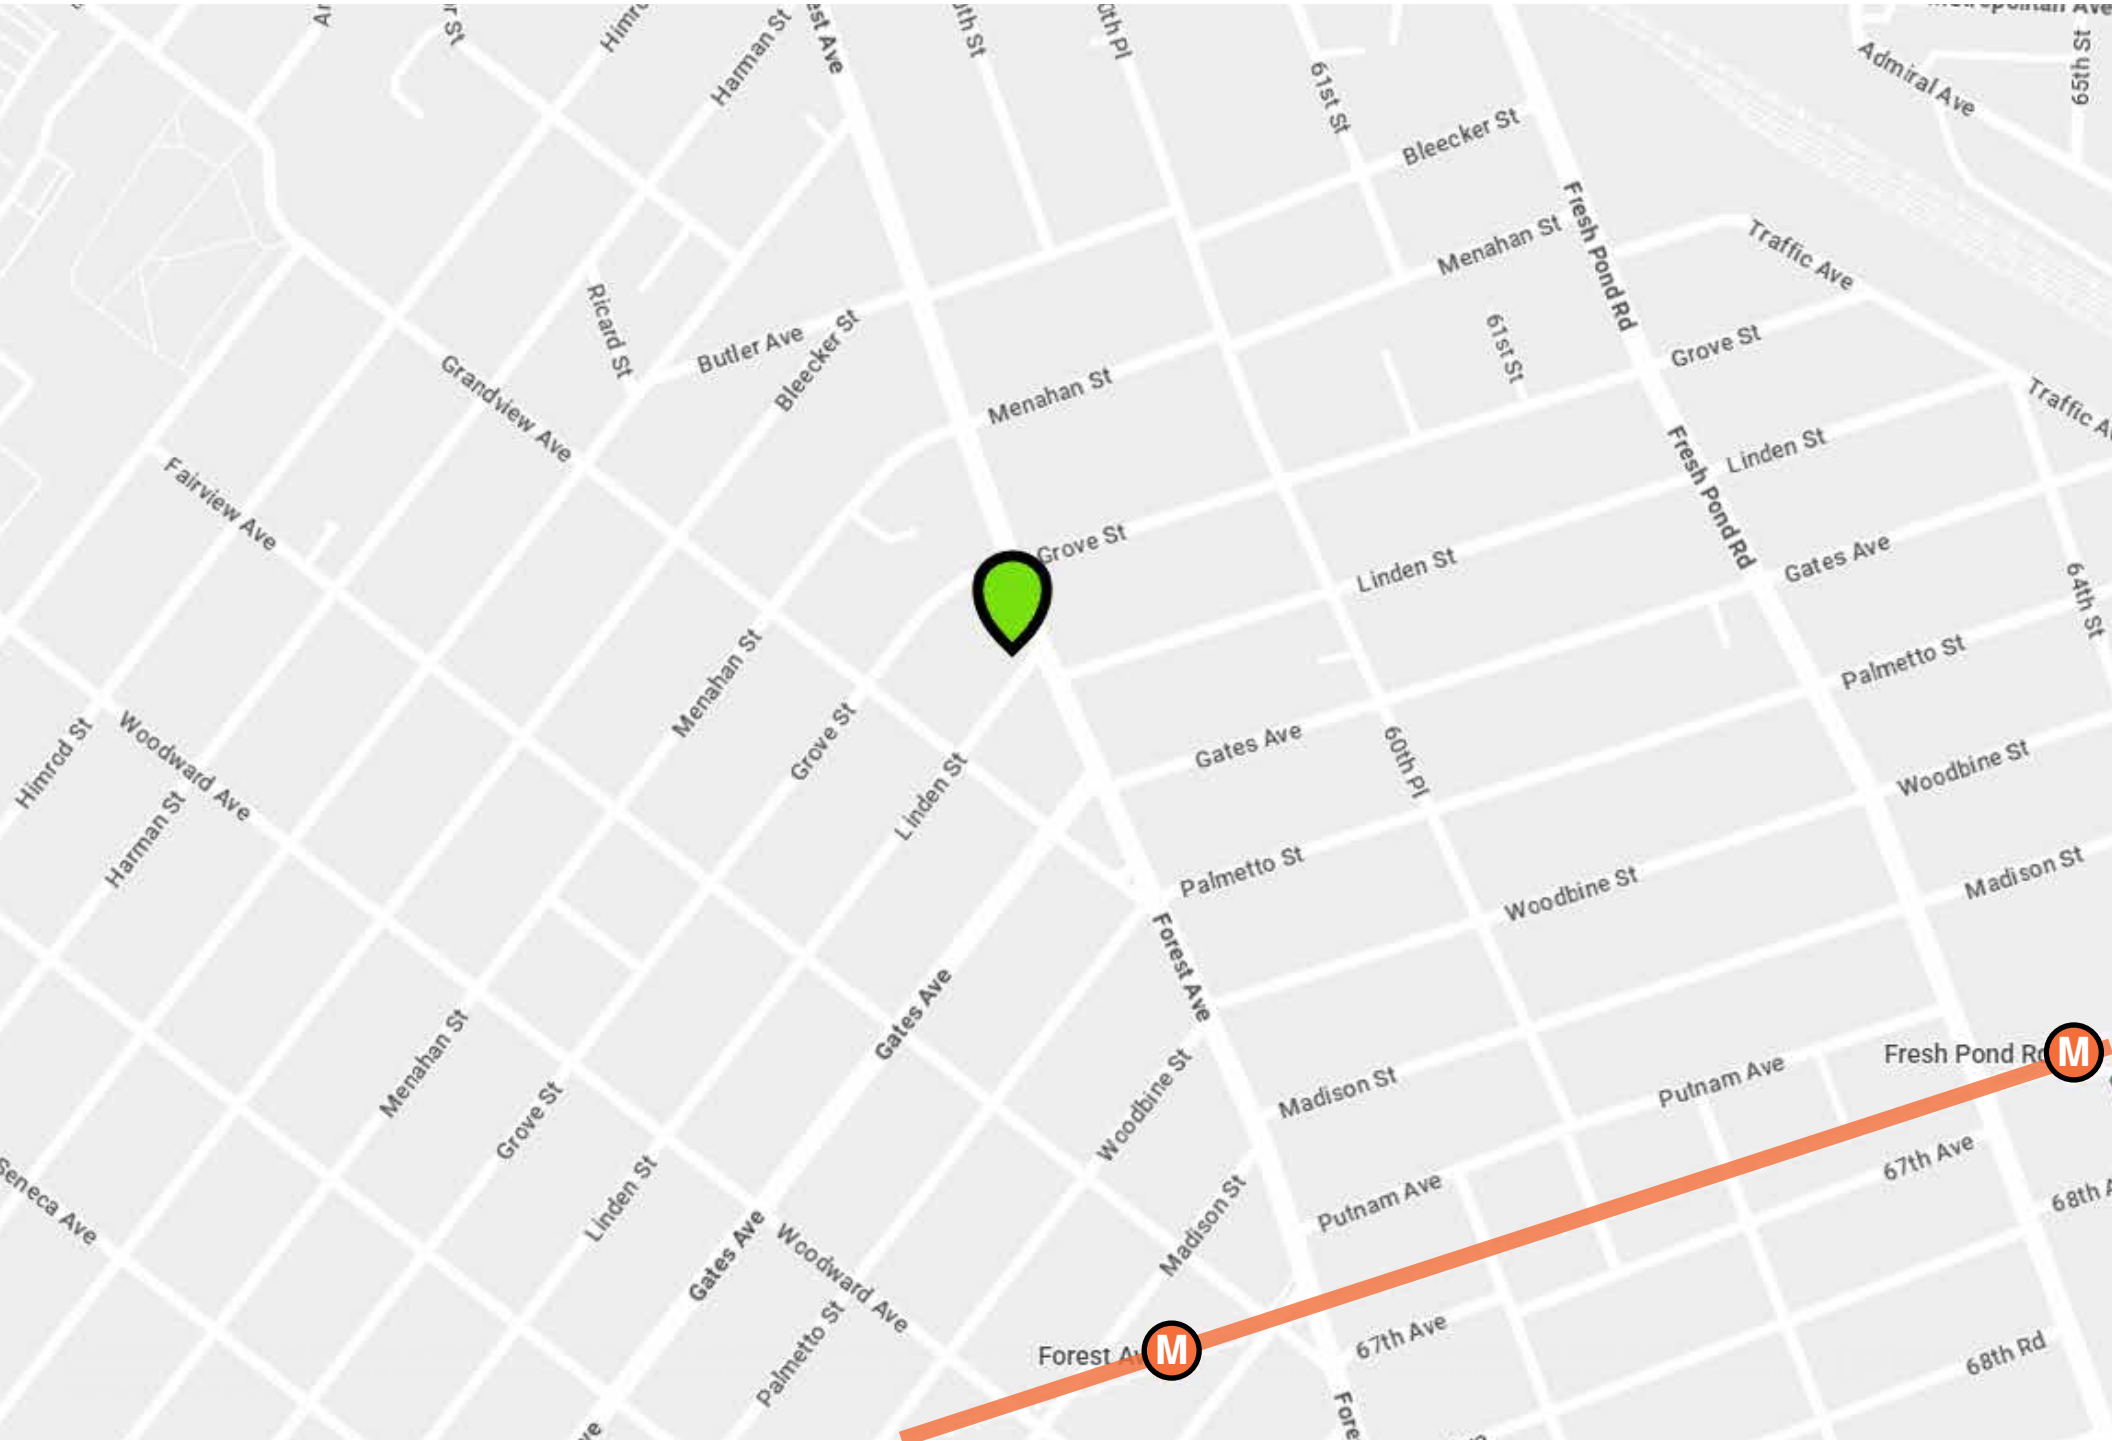 Harman St
61st St
Bleecker St
Admiral Ave
65th St
Fresh Pond Rd
Menahan St
Traffic Ave
Ricard St
Butler Ave
Bleecker St
Grandview Ave
Menahan St
61st St
Grove St
Fresh Pond Rd
Linden St
Fairview Ave
Grove St
Linden St
Gates Ave
64th St
Palmetto St
Menahan St
Grove St
Linden St
Gates Ave
60th Pl
Woodbine St
Himrod St
Woodward Ave
Harman St
Palmetto St
Woodbine St
Madison St
Forest Ave
Gates Ave
Menahan St
Grove St
Woodbine St
Madison St
Putnam Ave
Fresh Pond Rd
M
Seneca Ave
Linden St
Madison St
Putnam Ave
67th Ave
68th
Gates Ave
Woodward Ave
Palmetto St
Forest
M
67th Ave
68th Rd